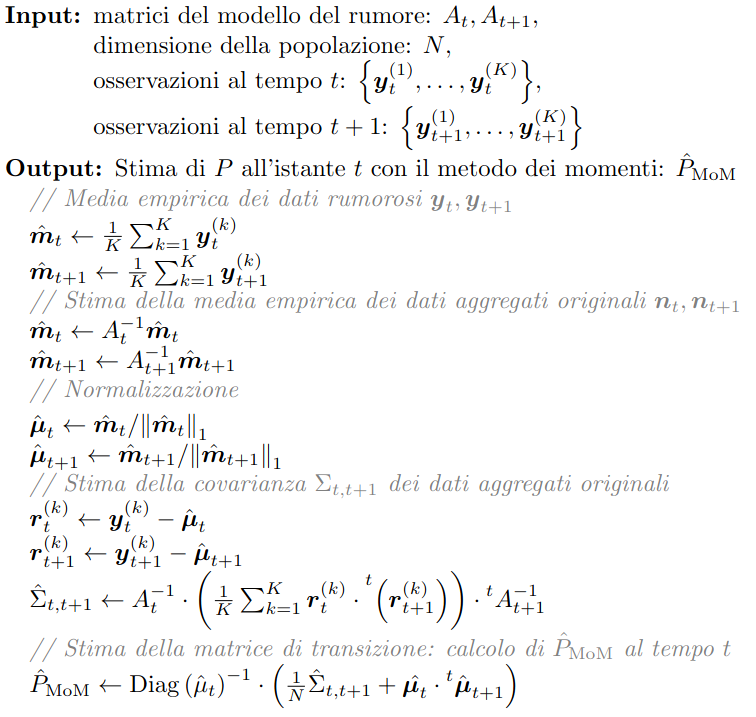 Input: matrici del modello del rumore: $A_t, A_{t+1}$,
dimensione della popolazione: $N$,
osservazioni al tempo $t$: $\left\{\boldsymbol{y}_t^{(1)}, \ldots, \boldsymbol{y}_t^{(K)}\right\}$,
osservazioni al tempo $t+1$: $\left\{\boldsymbol{y}_{t+1}^{(1)}, \ldots, \boldsymbol{y}_{t+1}^{(K)}\right\}$
Output: Stima di $P$ all'istante $t$ con il metodo dei momenti: $\hat{P}_{\text{MoM}}$
// Media empirica dei dati rumorosi $\boldsymbol{y}_t, \boldsymbol{y}_{t+1}$
$\hat{\boldsymbol{m}}_t \leftarrow \frac{1}{K} \sum_{k=1}^{K} \boldsymbol{y}_t^{(k)}$
$\hat{\boldsymbol{m}}_{t+1} \leftarrow \frac{1}{K} \sum_{k=1}^{K} \boldsymbol{y}_{t+1}^{(k)}$
// Stima della media empirica dei dati aggregati originali $\boldsymbol{n}_t, \boldsymbol{n}_{t+1}$
$\hat{\boldsymbol{m}}_t \leftarrow A_t^{-1} \hat{\boldsymbol{m}}_t$
$\hat{\boldsymbol{m}}_{t+1} \leftarrow A_{t+1}^{-1} \hat{\boldsymbol{m}}_{t+1}$
// Normalizzazione
$\hat{\boldsymbol{\mu}}_t \leftarrow \hat{\boldsymbol{m}}_t / \|\hat{\boldsymbol{m}}_t\|_1$
$\hat{\boldsymbol{\mu}}_{t+1} \leftarrow \hat{\boldsymbol{m}}_{t+1} / \|\hat{\boldsymbol{m}}_{t+1}\|_1$
// Stima della covarianza $\Sigma_{t,t+1}$ dei dati aggregati originali
$\boldsymbol{r}_t^{(k)} \leftarrow \boldsymbol{y}_t^{(k)} - \hat{\boldsymbol{\mu}}_t$
$\boldsymbol{r}_{t+1}^{(k)} \leftarrow \boldsymbol{y}_{t+1}^{(k)} - \hat{\boldsymbol{\mu}}_{t+1}$
$\hat{\Sigma}_{t,t+1} \leftarrow A_t^{-1} \cdot \left(\frac{1}{K} \sum_{k=1}^{K} \boldsymbol{r}_t^{(k)} \cdot {}^t\left(\boldsymbol{r}_{t+1}^{(k)}\right)\right) \cdot {}^t A_{t+1}^{-1}$
// Stima della matrice di transizione: calcolo di $\hat{P}_{\text{MoM}}$ al tempo t
$\hat{P}_{\text{MoM}} \leftarrow \text{Diag}\left(\hat{\mu}_t\right)^{-1} \cdot \left(\frac{1}{N} \hat{\Sigma}_{t,t+1} + \hat{\boldsymbol{\mu}}_t \cdot {}^t\hat{\boldsymbol{\mu}}_{t+1}\right)$